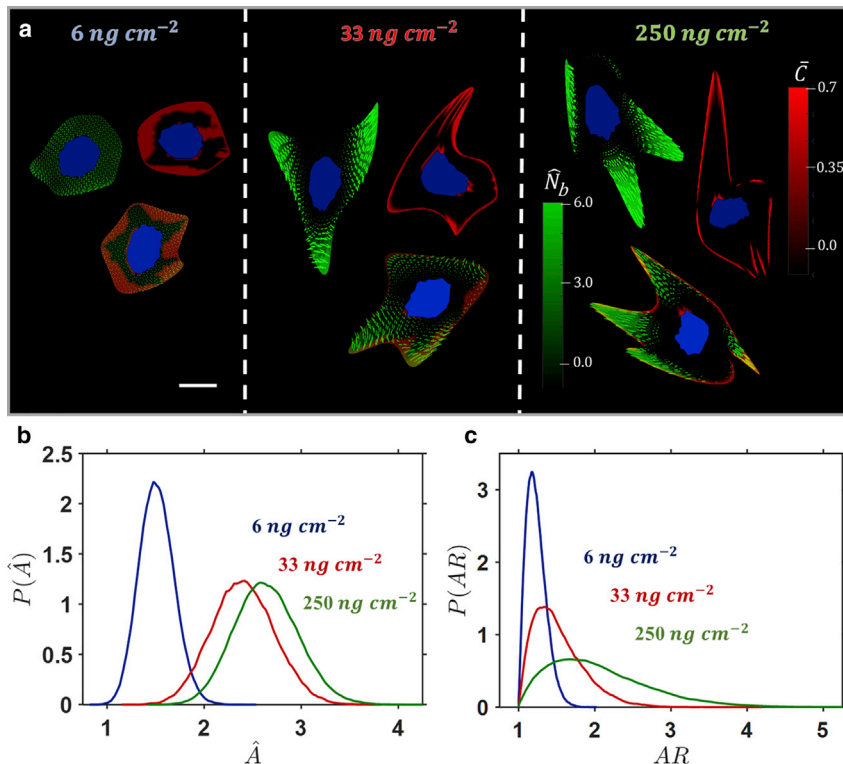 a
6 ng cm⁻²
33 ng cm⁻²
250 ng cm⁻²
C̄
0.7
0.35
0.0
N̂_b
6.0
3.0
0.0
b
2.5
2
1.5
1
0.5
0
P(Â)
6 ng cm⁻²
33 ng cm⁻²
250 ng cm⁻²
1 2 3 4
Â
c
3
2
1
0
P(AR)
6 ng cm⁻²
33 ng cm⁻²
250 ng cm⁻²
1 2 3 4 5
AR